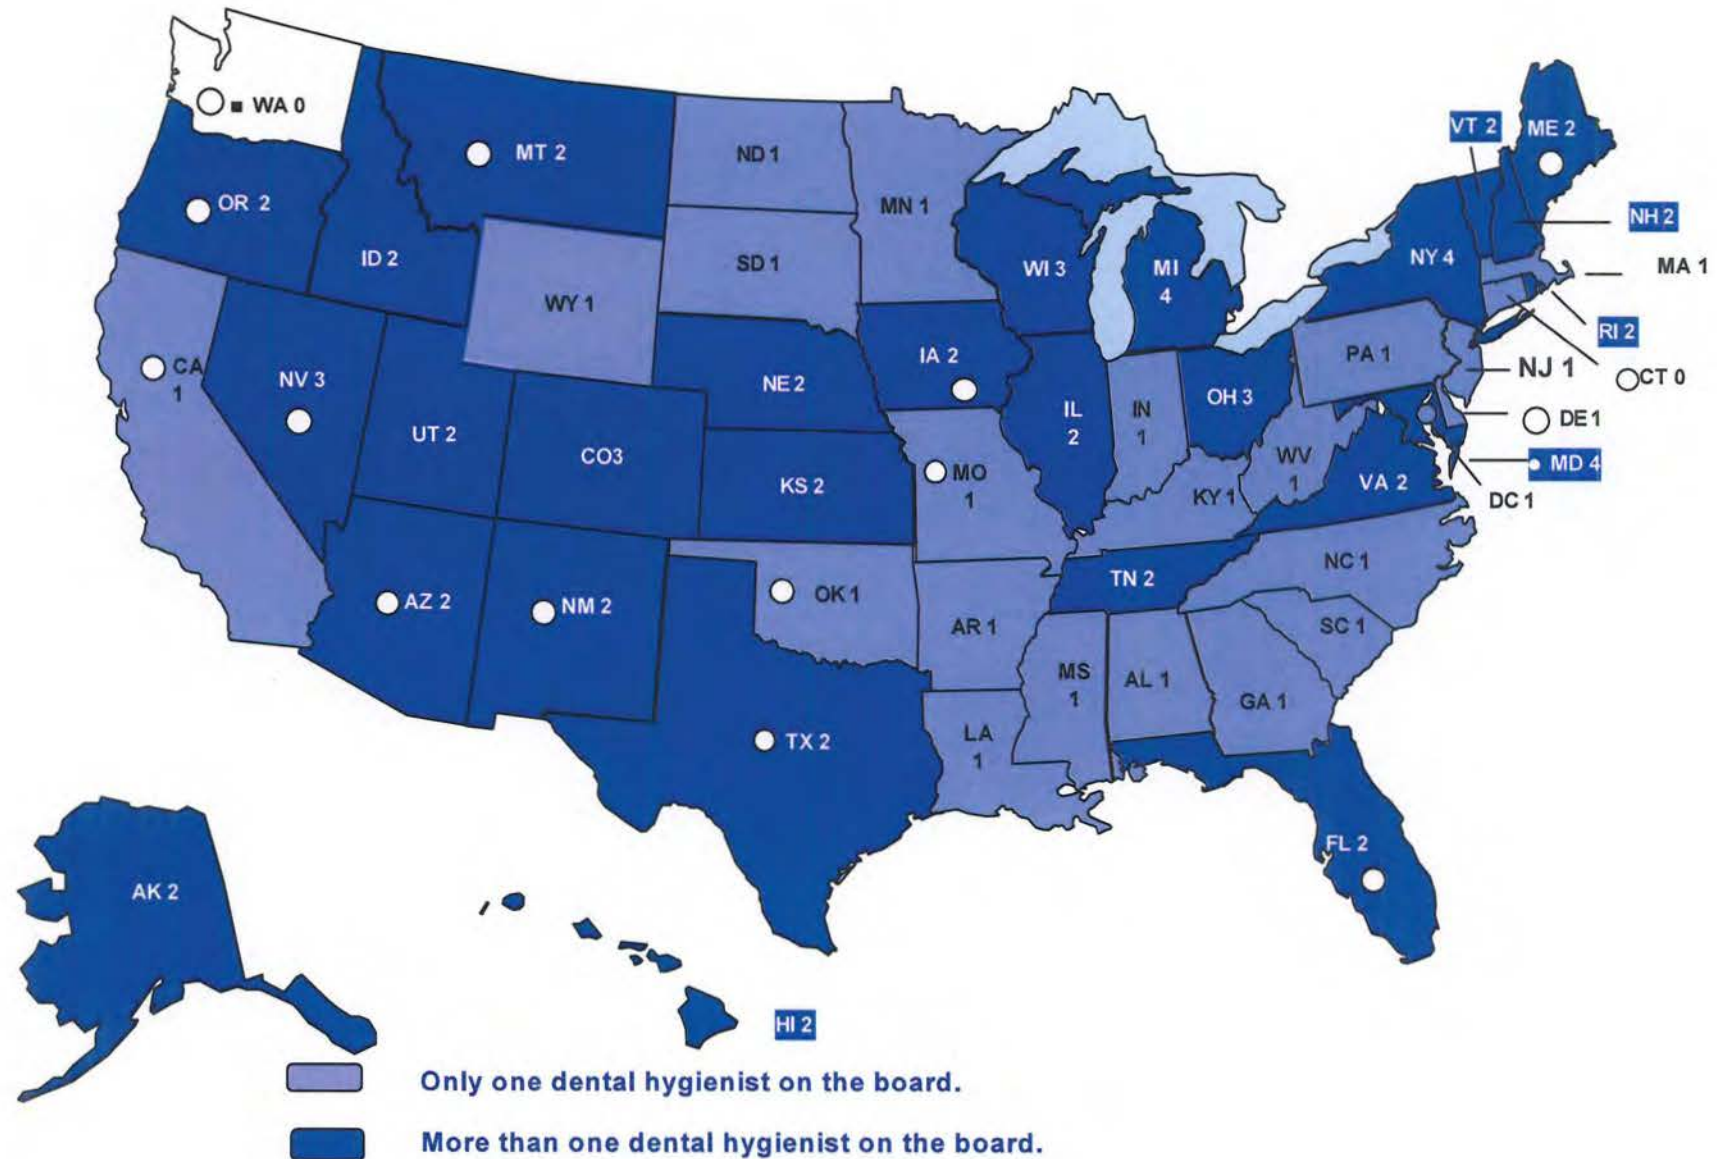 WA 0
MT 2
ND 1
MN 1
VT 2
ME 2
OR 2
ID 2
SD 1
WI 3
MI
4
NY 4
NH 2
MA 1
WY 1
RI 2
CA
1
NV 3
UT 2
CO3
NE 2
IA 2
IL
2
IN
1
OH 3
PA 1
NJ 1
CT 0
DE 1
MD 4
DC 1
KS 2
MO
1
KY 1
WV
1
VA 2
AZ 2
NM 2
OK 1
AR 1
TN 2
NC 1
SC 1
MS
1
AL 1
GA 1
LA
1
TX 2
FL 2
AK 2
HI 2
Only one dental hygienist on the board.
More than one dental hygienist on the board.